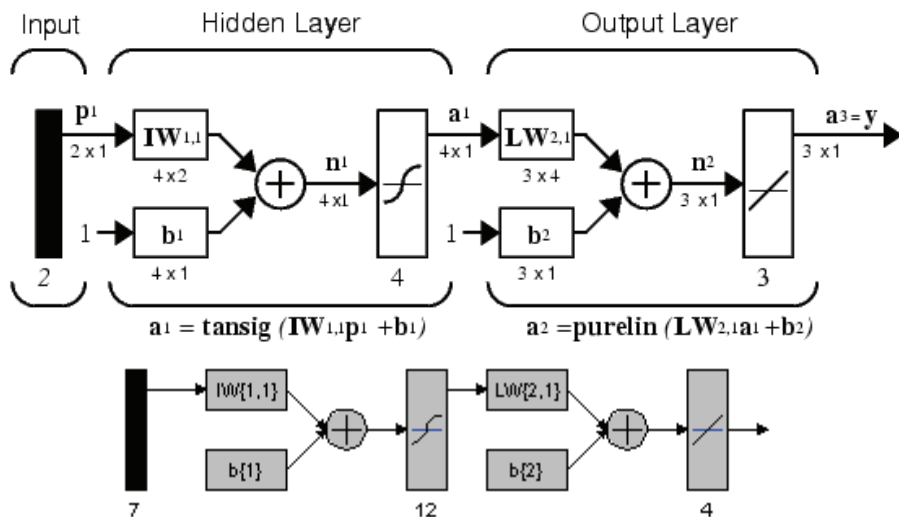 Input Hidden Layer Output Layer
p1 IW1,1 a1 LW2,1 a3 = y
2 x 1 4 x 2 n1 4 x 1 3 x 4 n2 3 x 1
4 x 1 3 x 1
1 b1 1 b2
2 4 x 1 4 3 x 1 3
a1 = tansig (IW1,1p1 +b1) a2 =purelin (LW2,1a1 +b2)
IW{1,1} LW{2,1}
b{1} b{2}
7 12 4